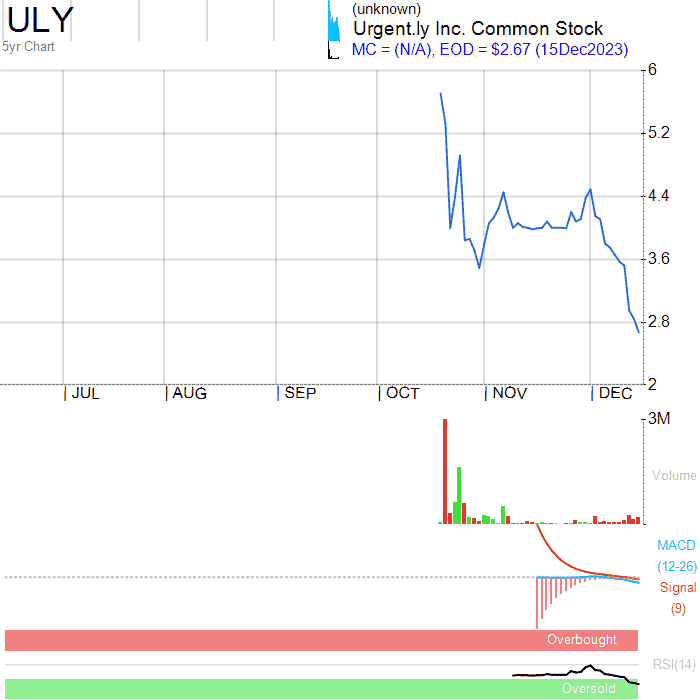 ULY
(unknown)
Urgent.ly Inc. Common Stock
5yr Chart
MC = (N/A), EOD = $2.67 (15Dec2023)
6
5.2
4.4
3.6
2.8
2
JUL AUG SEP OCT NOV DEC
3M
Volume
MACD
(12-26)
Signal
(9)
Overbought
RSI(14)
Oversold